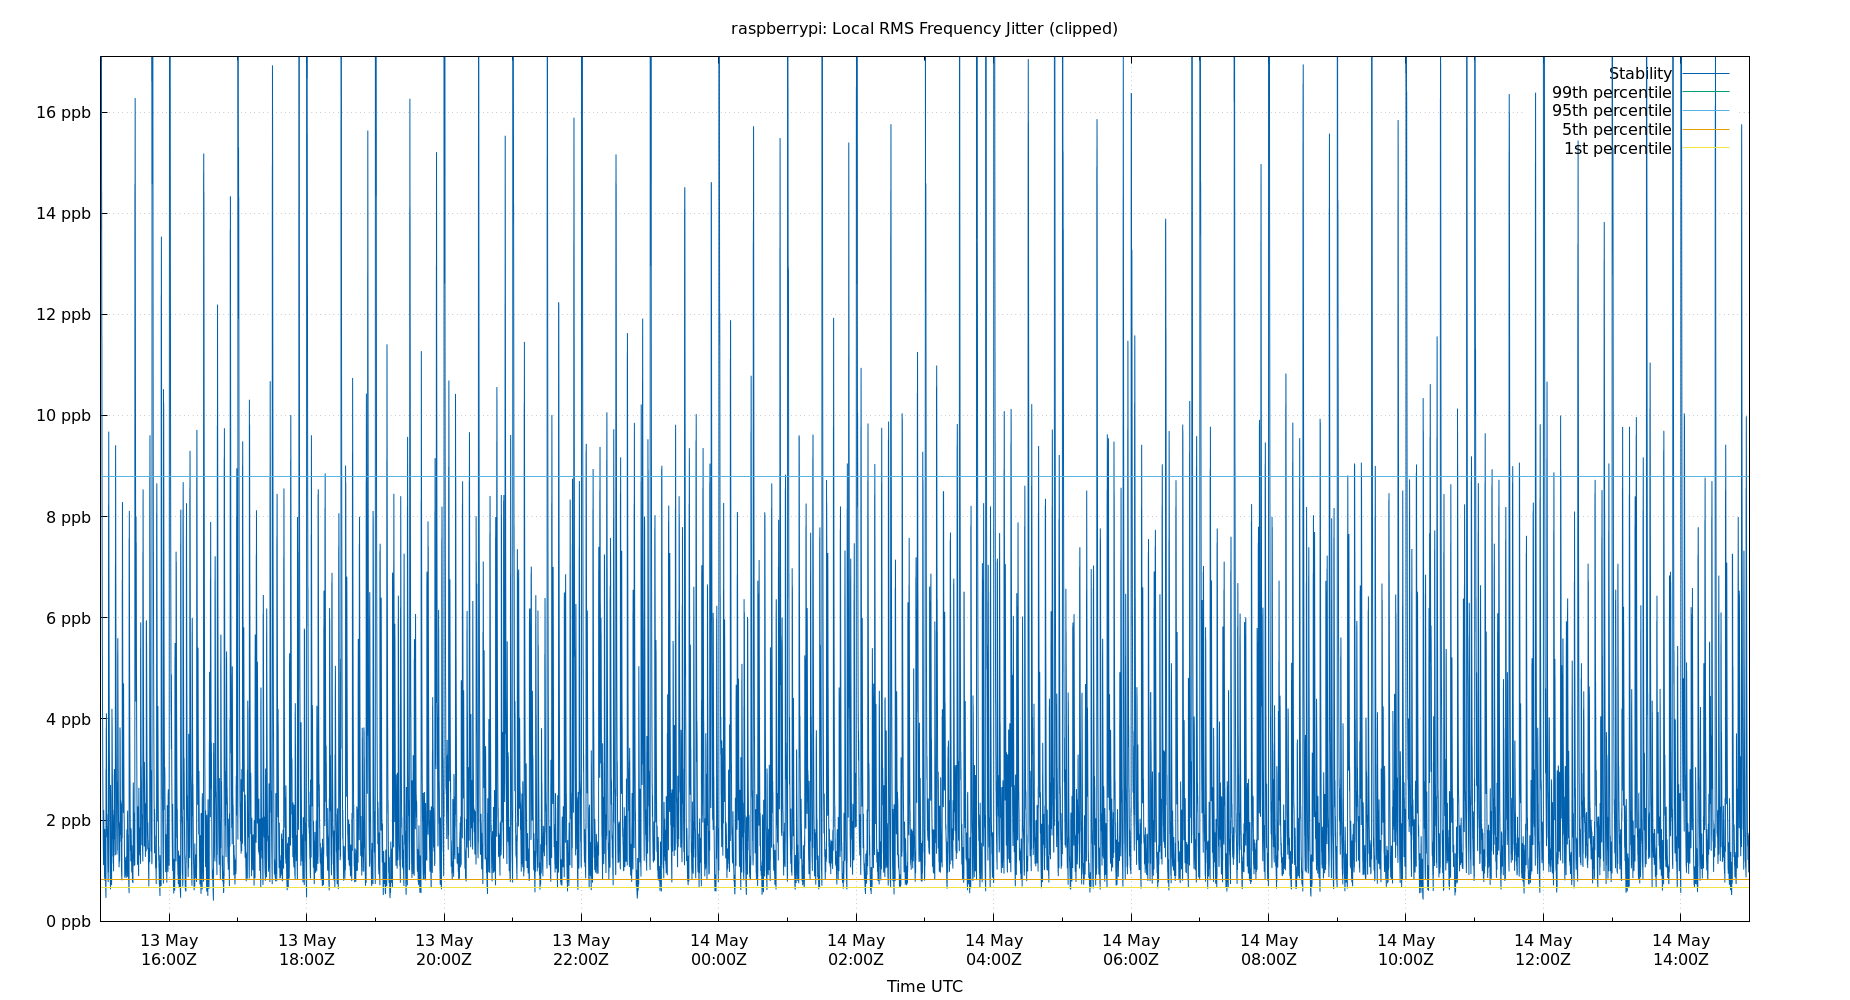 raspberrypi: Local RMS Frequency Jitter (clipped)
Stability
99th percentile
95th percentile
5th percentile
1st percentile
16 ppb
14 ppb
12 ppb
10 ppb
8 ppb
6 ppb
4 ppb
2 ppb
0 ppb
13 May 13 May 13 May 13 May 14 May 14 May 14 May 14 May 14 May 14 May 14 May 14 May
16:00Z 18:00Z 20:00Z 22:00Z 00:00Z 02:00Z 04:00Z 06:00Z 08:00Z 10:00Z 12:00Z 14:00Z
Time UTC